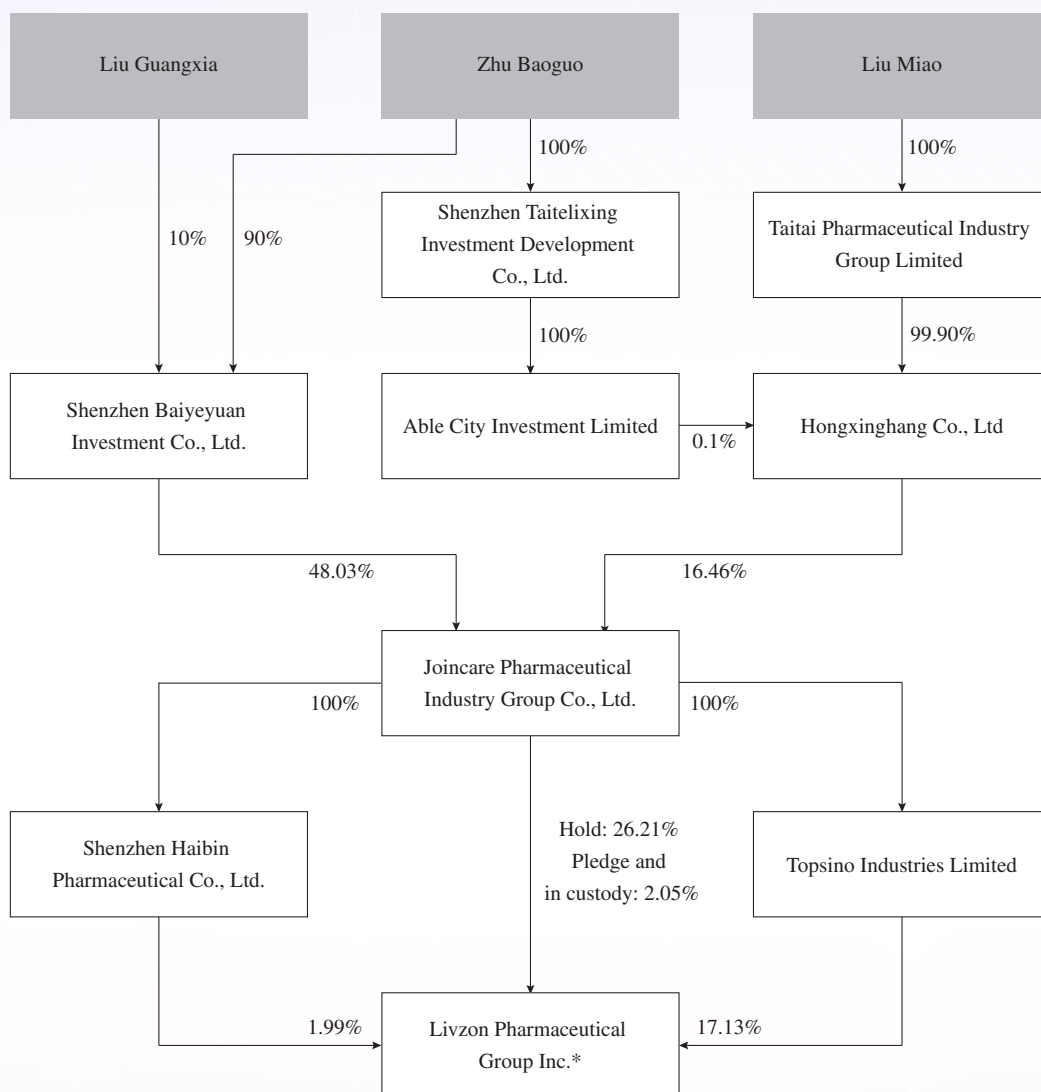 Liu Guangxia
Zhu Baoguo
Liu Miao
100%
100%
10%
90%
Shenzhen Taitelixing
Investment Development
Co., Ltd.
Taitai Pharmaceutical Industry
Group Limited
100%
99.90%
Shenzhen Baiyeyuan
Investment Co., Ltd.
Able City Investment Limited
0.1%
Hongxinghang Co., Ltd
48.03%
16.46%
Joincare Pharmaceutical
Industry Group Co., Ltd.
100%
100%
Shenzhen Haibin
Pharmaceutical Co., Ltd.
Hold: 26.21%
Pledge and
in custody: 2.05%
Topsino Industries Limited
1.99%
Livzon Pharmaceutical
Group Inc.*
17.13%